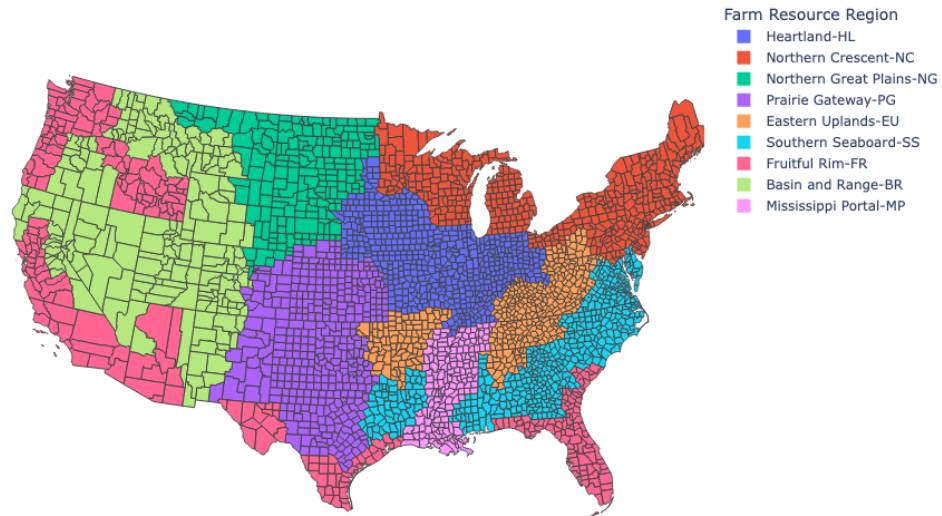 Farm Resource Region
Heartland-HL
Northern Crescent-NC
Northern Great Plains-NG
Prairie Gateway-PG
Eastern Uplands-EU
Southern Seaboard-SS
Fruitful Rim-FR
Basin and Range-BR
Mississippi Portal-MP